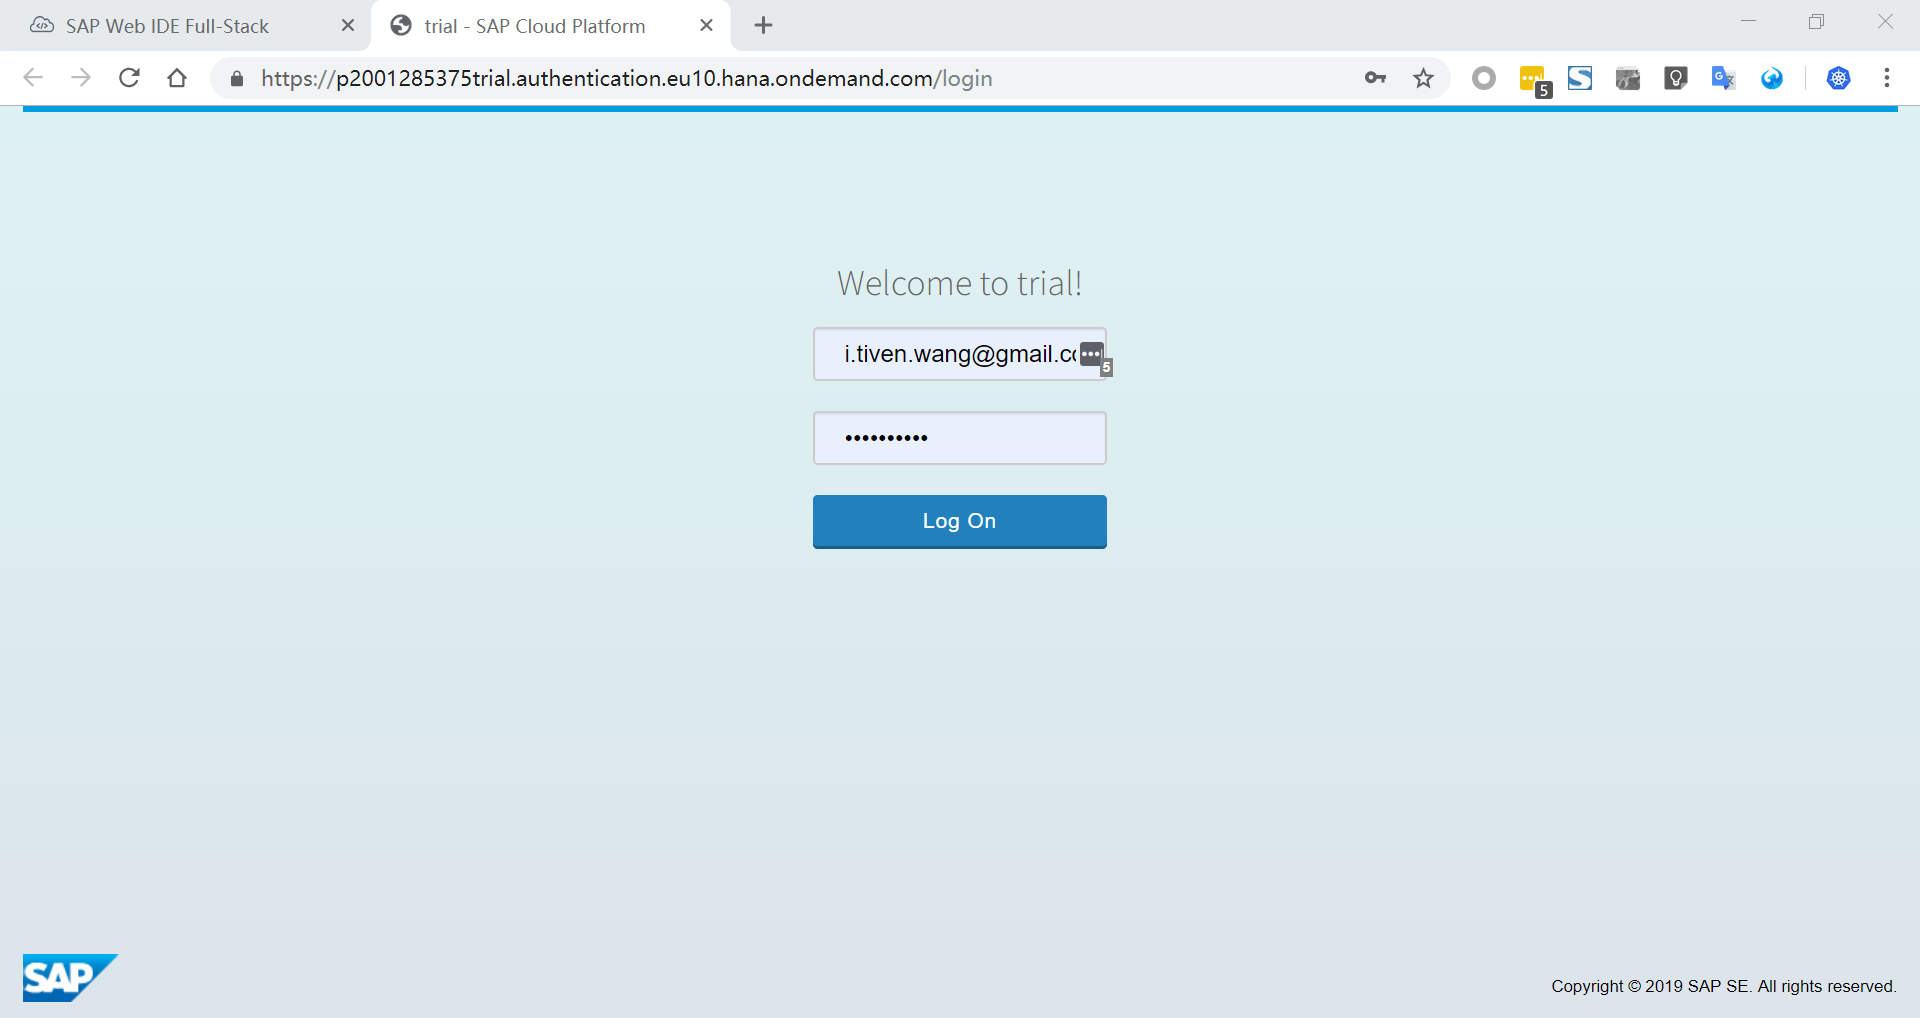 SAP Web IDE Full-Stack
trial - SAP Cloud Platform
https://p2001285375trial.authentication.eu10.hana.ondemand.com/login
5
Welcome to trial!
i.tiven.wang@gmail.co
5
••••••••••
Log On
SAP
Copyright © 2019 SAP SE. All rights reserved.